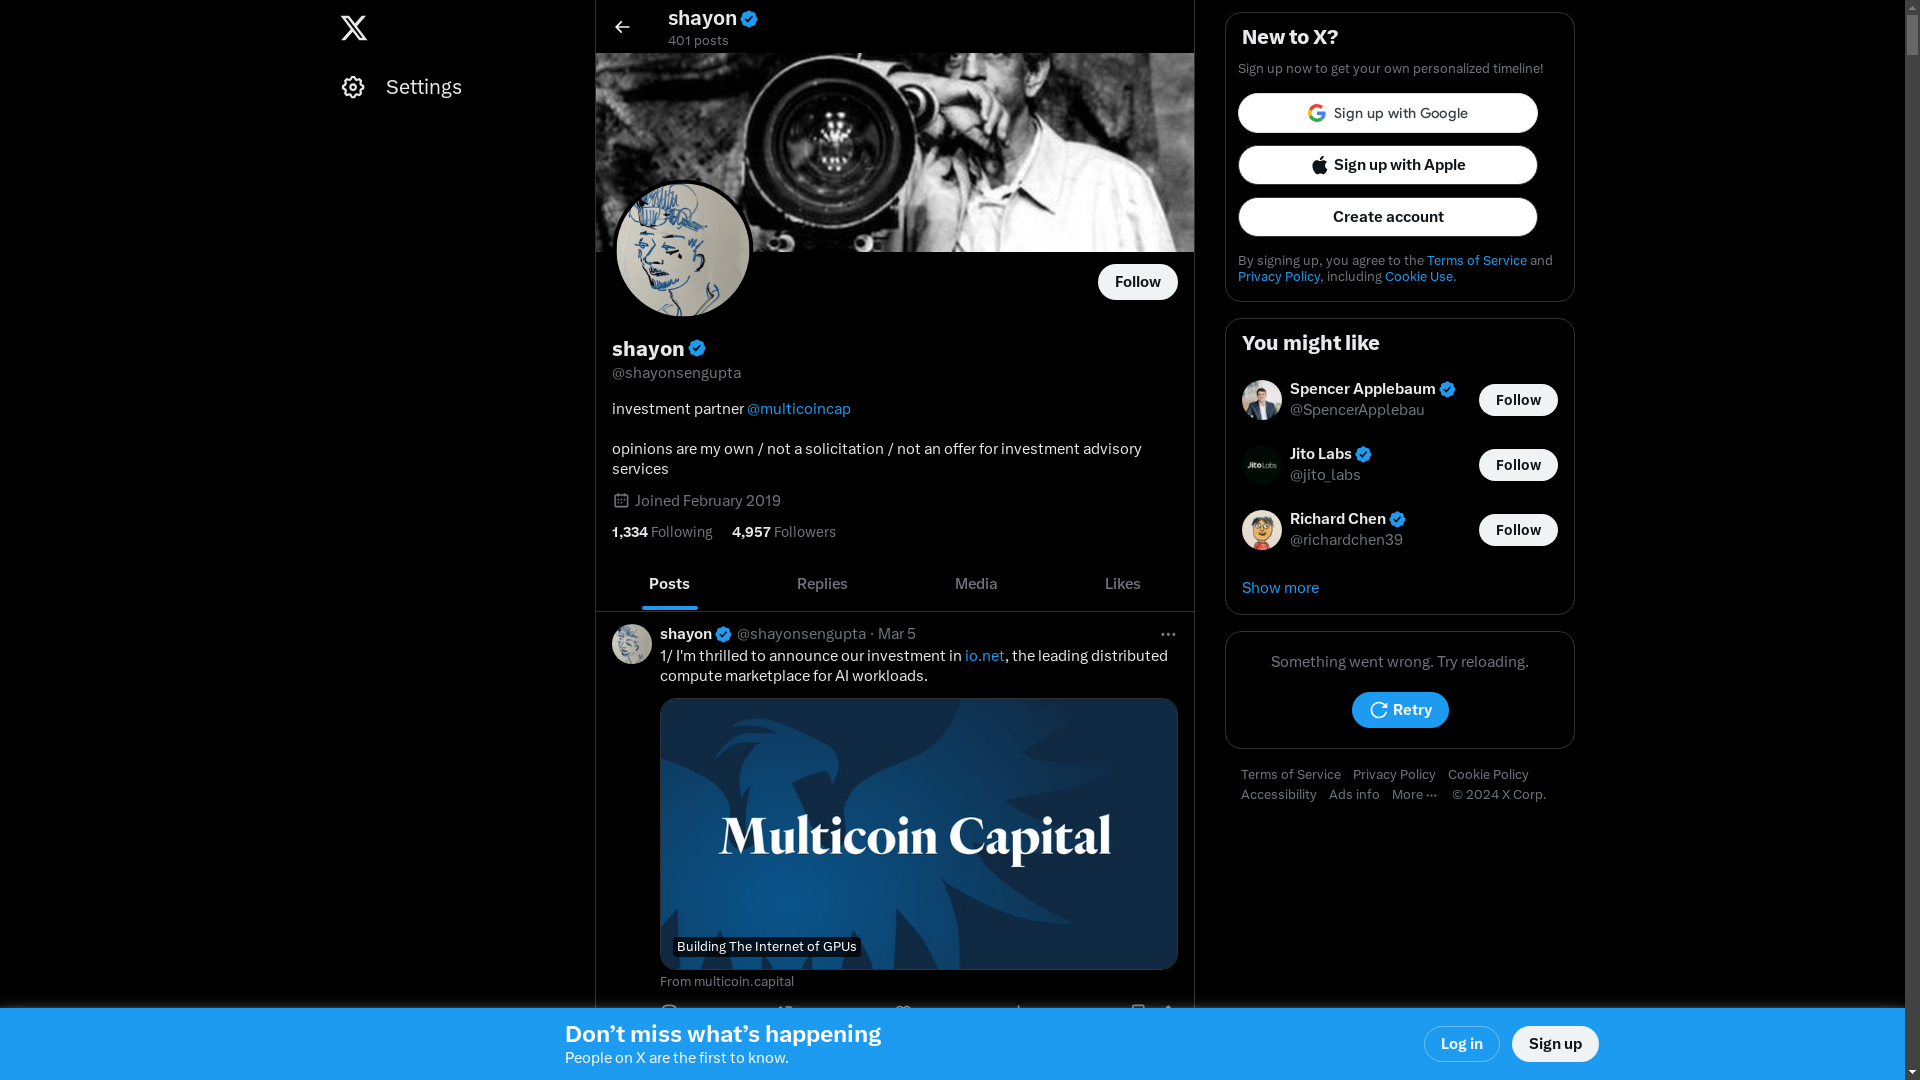 Settings
shayon
401 posts
Follow
shayon
@shayonsengupta
investment partner @multicoincap
opinions are my own / not a solicitation / not an offer for investment advisory
services
Joined February 2019
1,334 Following 4,957 Followers
Posts Replies Media Likes
shayon @shayonsengupta · Mar 5
1/ I'm thrilled to announce our investment in io.net, the leading distributed
compute marketplace for AI workloads.
Multicoin Capital
Building The Internet of GPUs
From multicoin.capital
New to X?
Sign up now to get your own personalized timeline!
Sign up with Google
Sign up with Apple
Create account
By signing up, you agree to the Terms of Service and
Privacy Policy, including Cookie Use.
You might like
Spencer Applebaum
@SpencerApplebau
Follow
Jito Labs
Jito Labs
@jito_labs
Follow
Richard Chen
@richardchen39
Follow
Show more
Something went wrong. Try reloading.
Retry
Terms of Service Privacy Policy Cookie Policy
Accessibility Ads info More ··· © 2024 X Corp.
Don’t miss what’s happening
People on X are the first to know.
Log in
Sign up